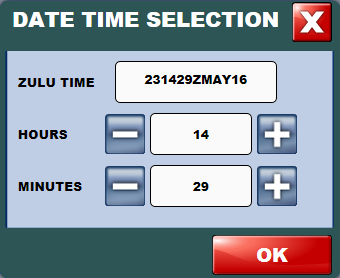 DATE TIME SELECTION X
ZULU TIME 231429ZMAY16
HOURS − 14 +
MINUTES − 29 +
OK